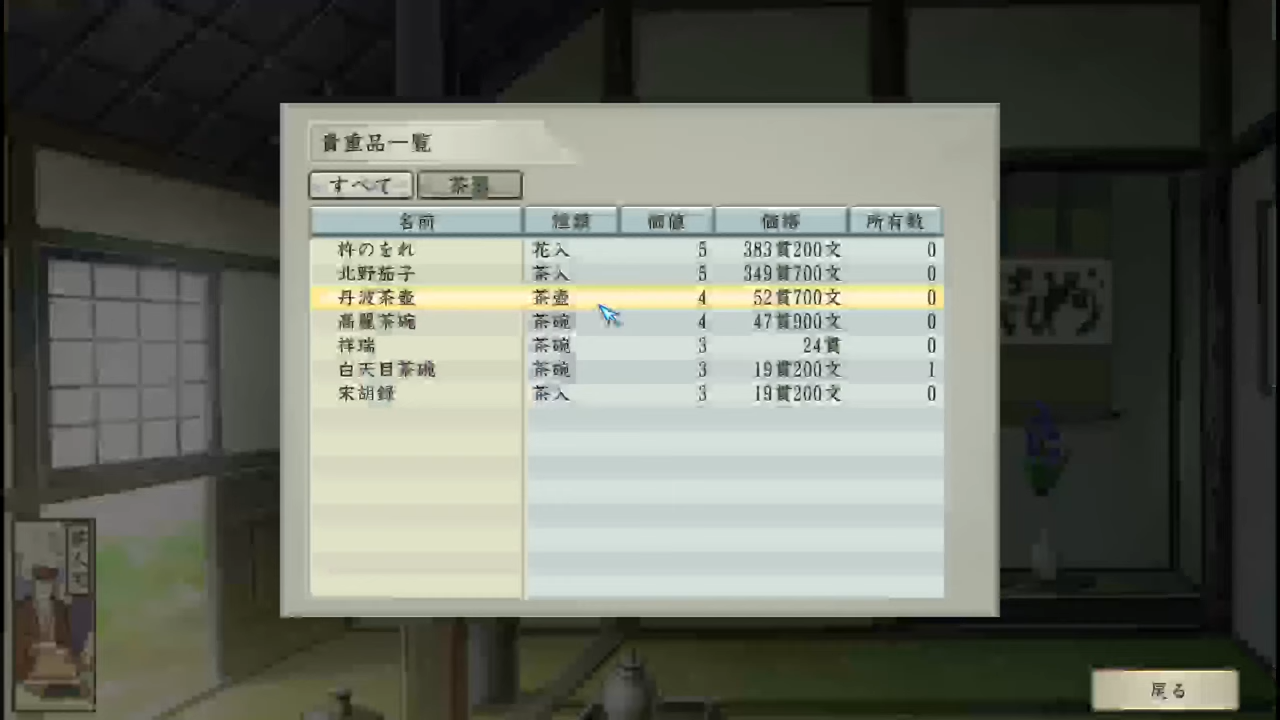 貴重品一覧
すべて 茶器
名前 種類 価値 価格 所有数
杵のをれ 花入 5 383貫200文 0
北野茄子 茶入 5 349貫700文 0
丹波茶壺 茶壺 4 52貫700文 0
高麗茶碗 茶碗 4 47貫900文 0
祥瑞 茶碗 3 24貫 0
白天目茶碗 茶碗 3 19貫200文 1
宋胡録 茶入 3 19貫200文 0
戻る